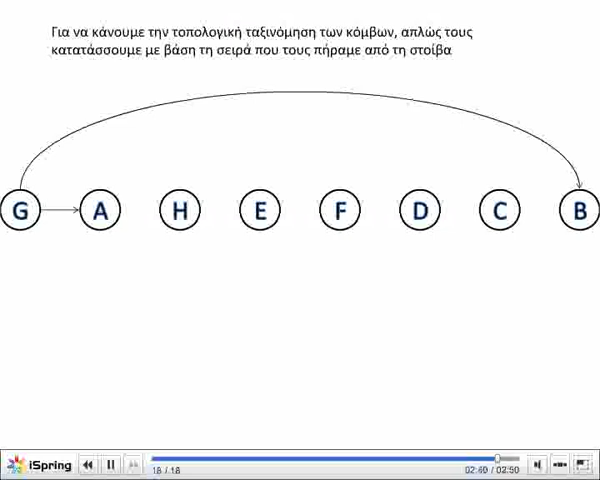 Για να κάνουμε την τοπολογική ταξινόμηση των κόμβων, απλώς τους
κατατάσσουμε με βάση τη σειρά που τους πήραμε από τη στοίβα
G A H E F D C B
iSpring 18 / 18 02:40 / 02:50